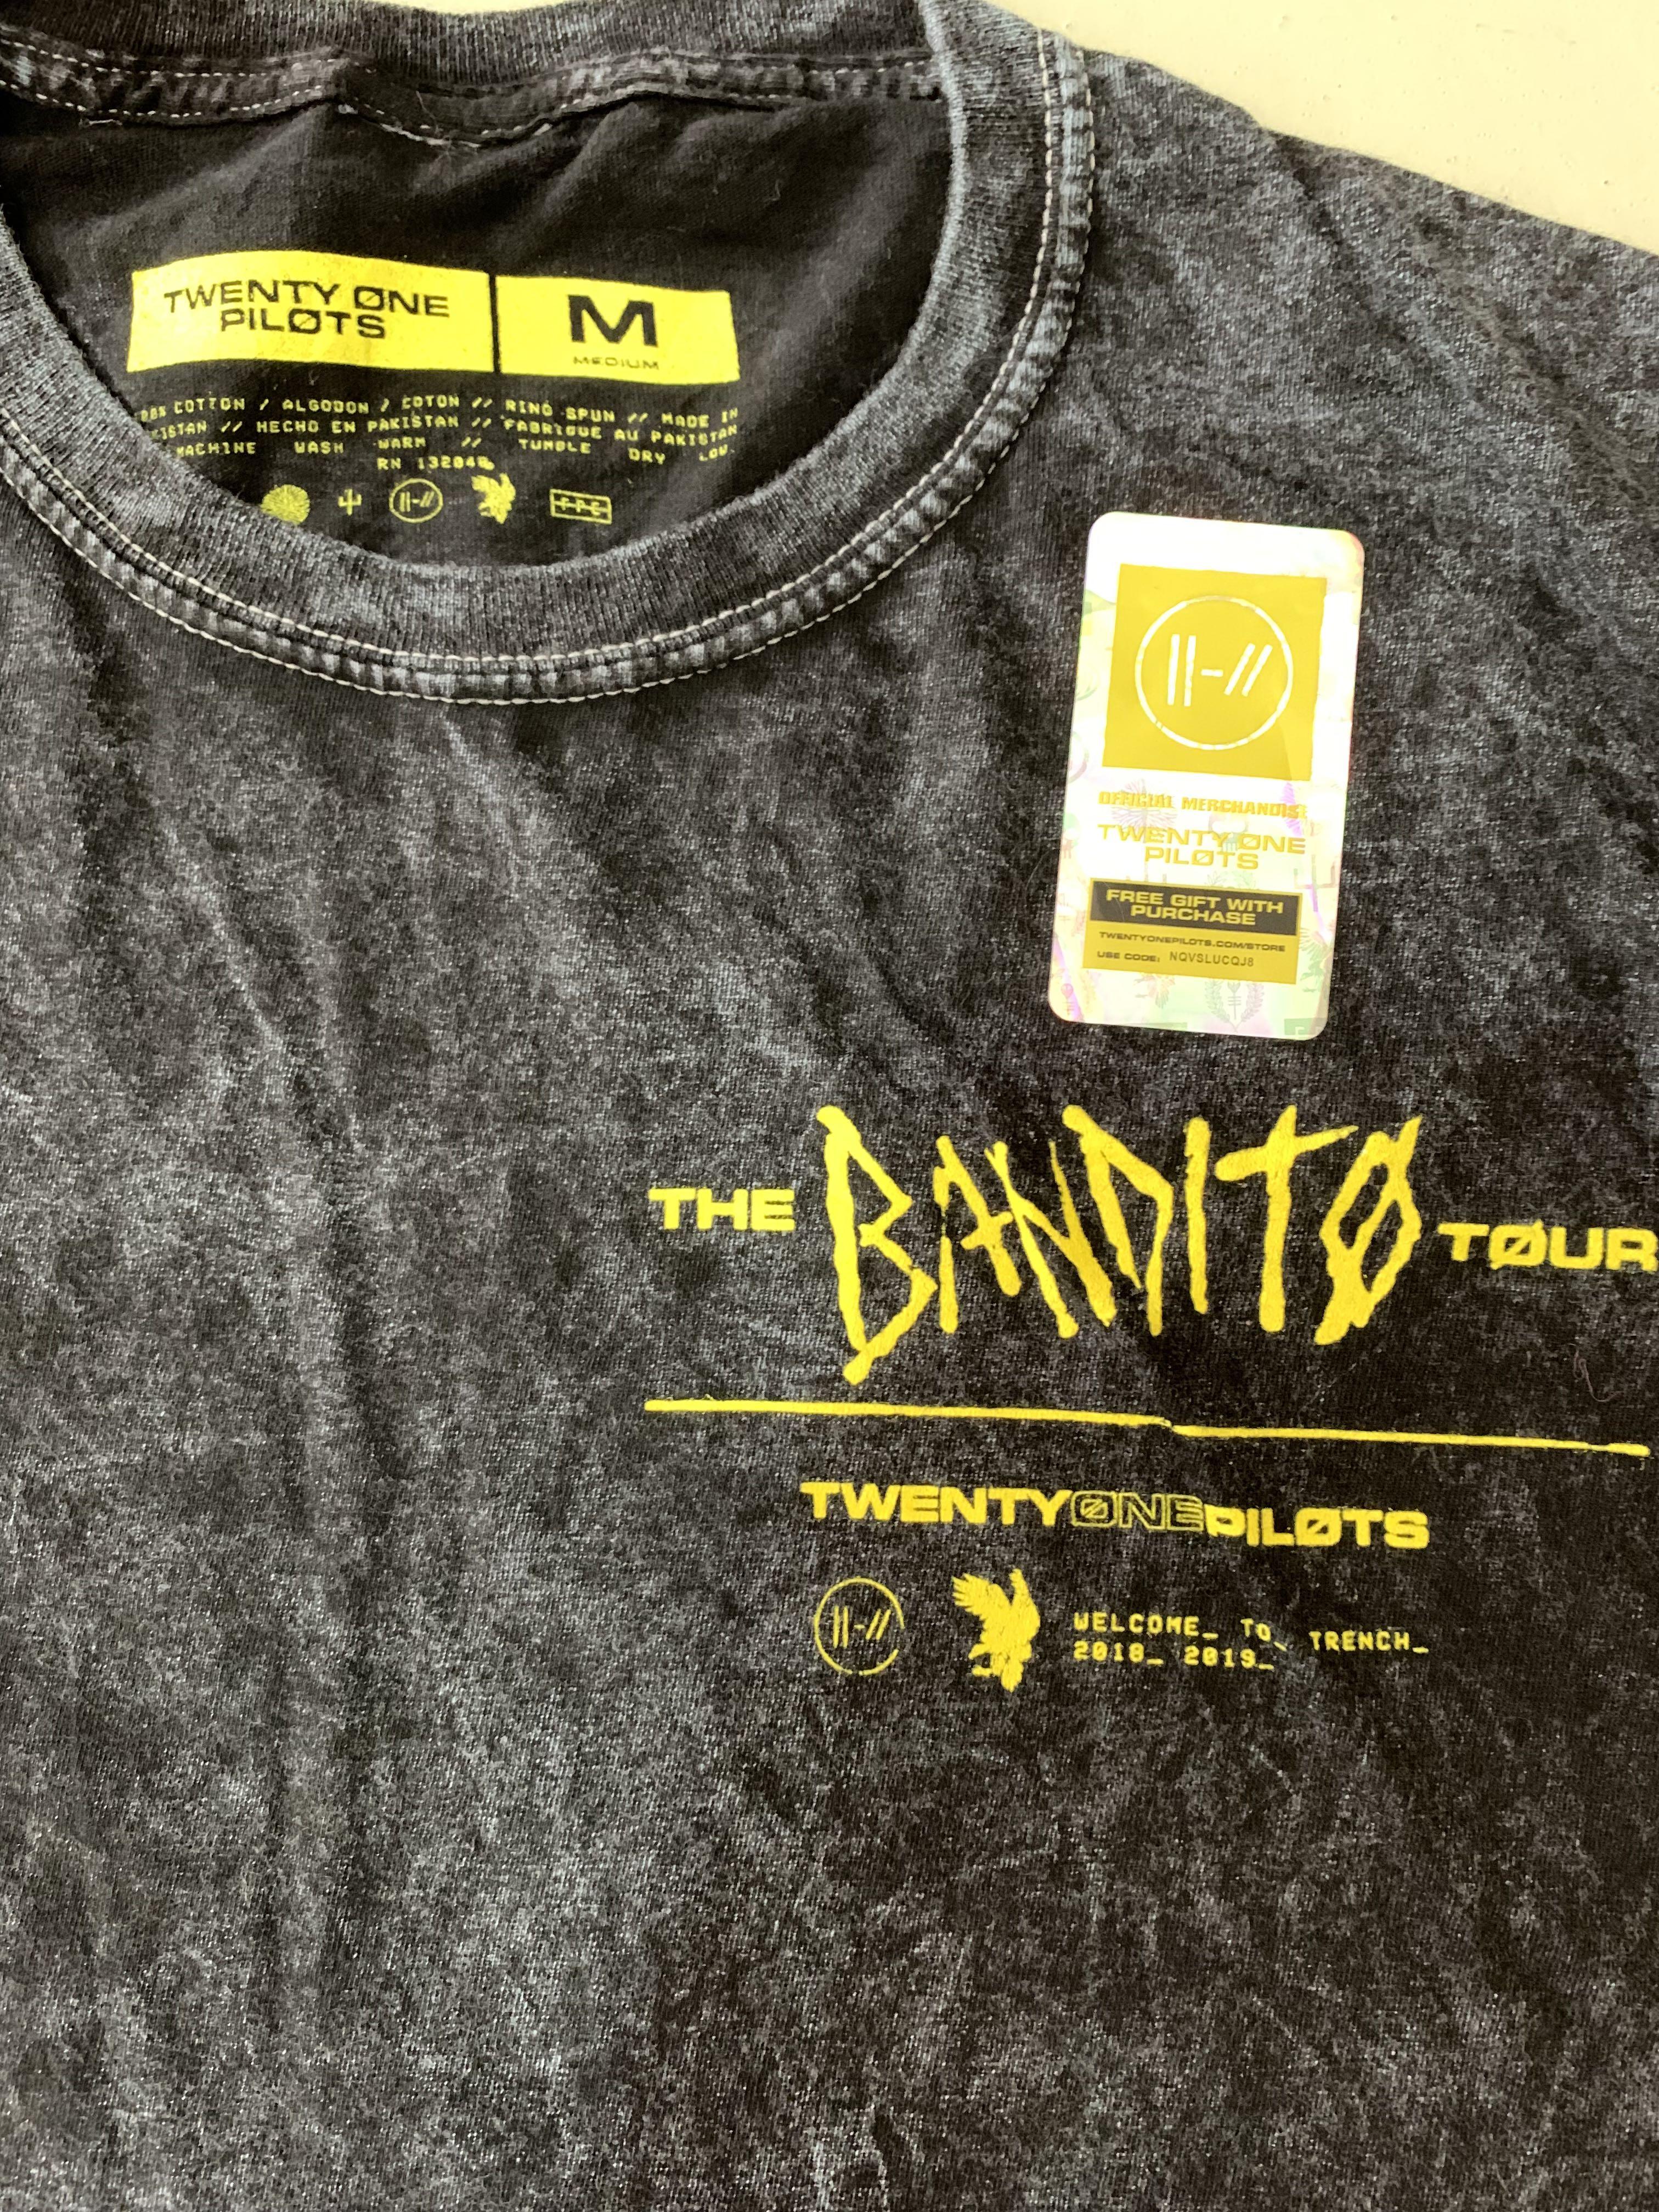 TWENTY ØNE
PILØTS
M
MEDIUM
COTTON / ALGODON / COTON // RING SPUN // MADE IN
// HECHO EN PAKISTAN // FABRIQUE AU PAKISTAN
MACHINE WASH WARM // TUMBLE DRY LOW.
RN
FPE
OFFICIAL MERCHANDISE
TWENTY ØNE
PILØTS
FREE GIFT WITH
PURCHASE
TWENTYONEPILOTS.COM/STORE
USE CODE: NQVSLUCQJ8
THE BANDITØ TØUR
TWENTYØNEPILØTS
WELCOME_ TO_ TRENCH_
2018_ 2019_